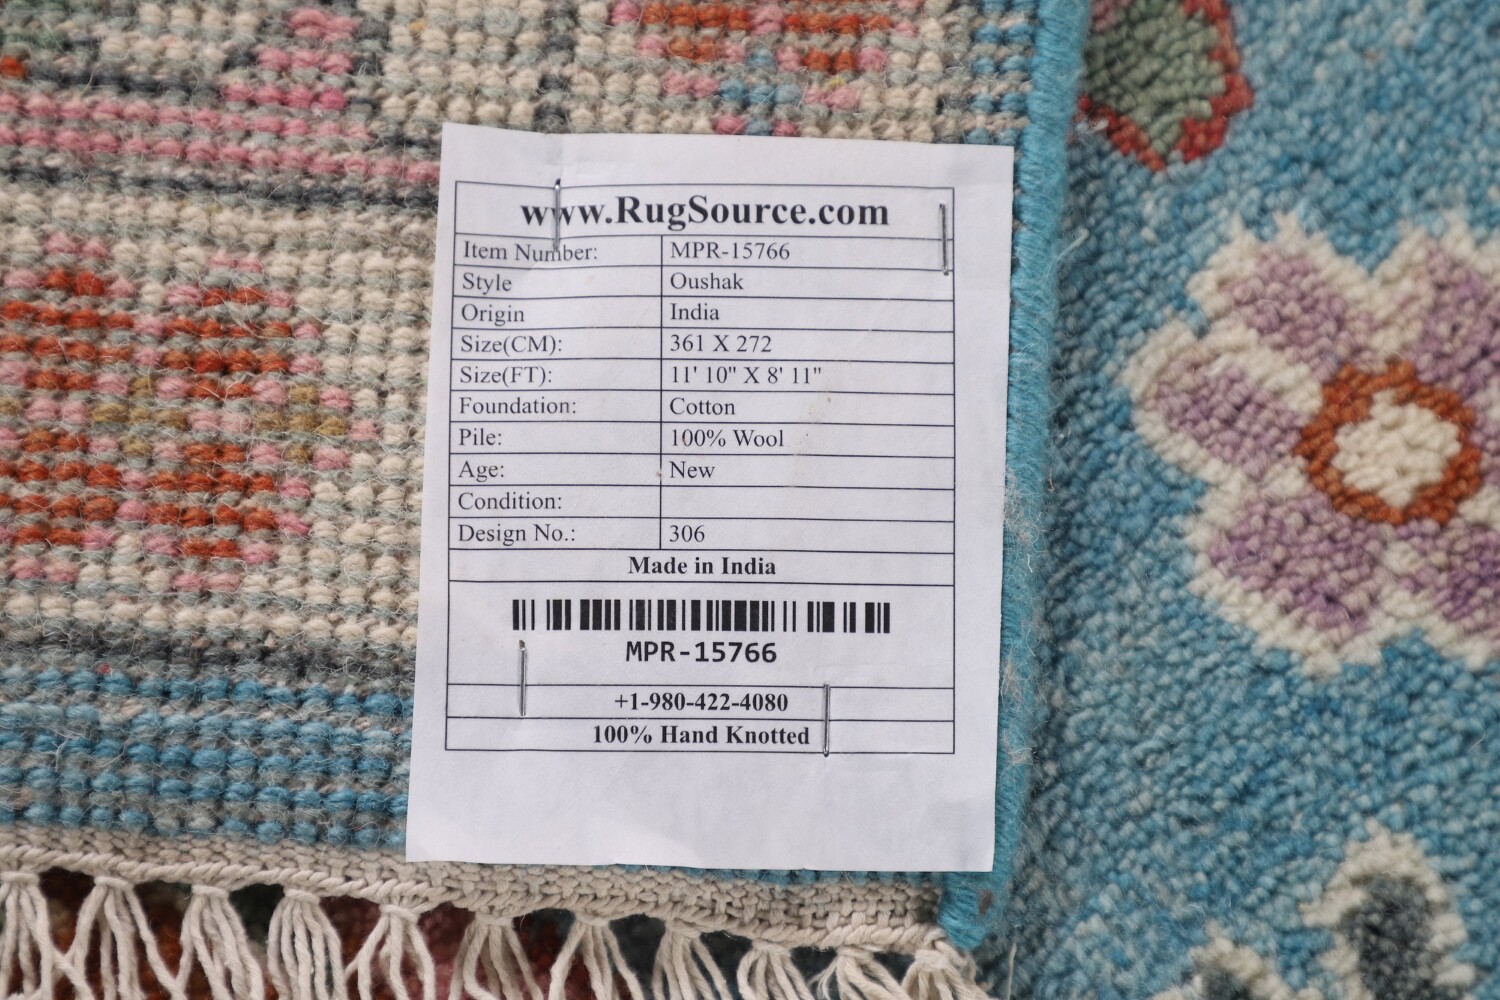 www.RugSource.com
Item Number: MPR-15766
Style Oushak
Origin India
Size(CM): 361 X 272
Size(FT): 11' 10" X 8' 11"
Foundation: Cotton
Pile: 100% Wool
Age: New
Condition:
Design No.: 306
Made in India
MPR-15766
+1-980-422-4080
100% Hand Knotted